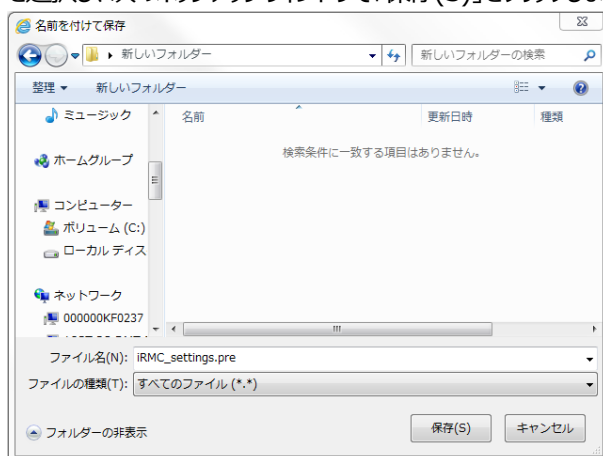 名前を付けて保存
新しいフォルダー
新しいフォルダーの検索
整理
新しいフォルダー
名前
更新日時
種類
検索条件に一致する項目はありません。
ミュージック
ホームグループ
コンピューター
ボリューム (C:)
ローカル ディス
ネットワーク
000000KF0237
ファイル名(N): iRMC_settings.pre
ファイルの種類(T): すべてのファイル (*.*)
フォルダーの非表示
保存(S)
キャンセル